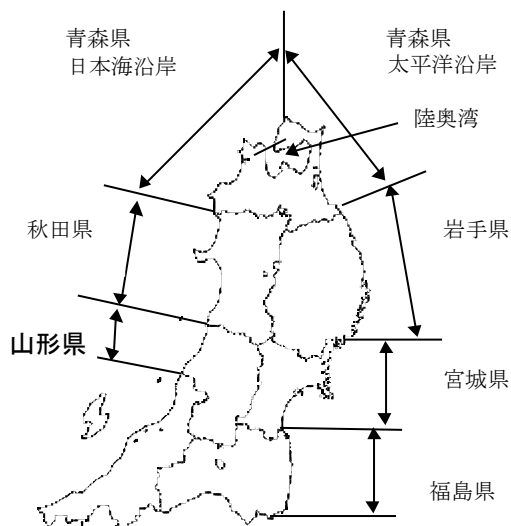 青森県
日本海沿岸
青森県
太平洋沿岸
陸奥湾
秋田県
岩手県
山形県
宮城県
福島県